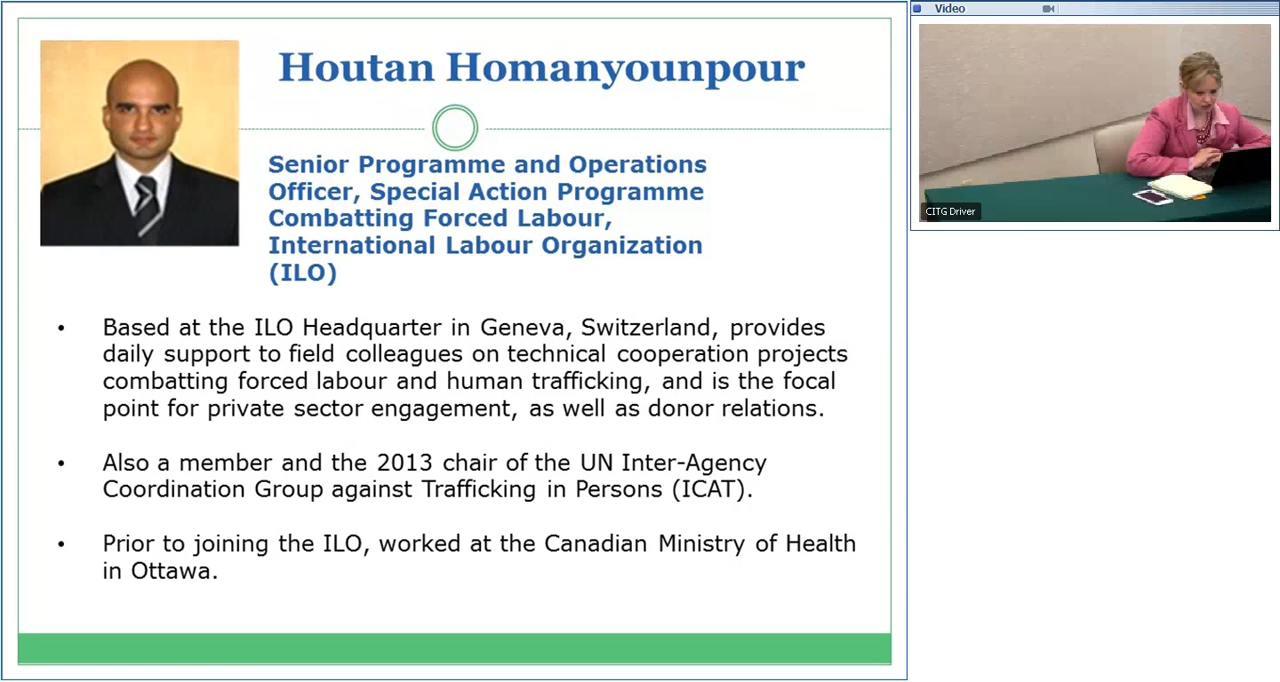 Houtan Homanyounpour
Senior Programme and Operations
Officer, Special Action Programme
Combatting Forced Labour,
International Labour Organization
(ILO)
• Based at the ILO Headquarter in Geneva, Switzerland, provides
daily support to field colleagues on technical cooperation projects
combatting forced labour and human trafficking, and is the focal
point for private sector engagement, as well as donor relations.
• Also a member and the 2013 chair of the UN Inter-Agency
Coordination Group against Trafficking in Persons (ICAT).
• Prior to joining the ILO, worked at the Canadian Ministry of Health
in Ottawa.
Video
CITG Driver